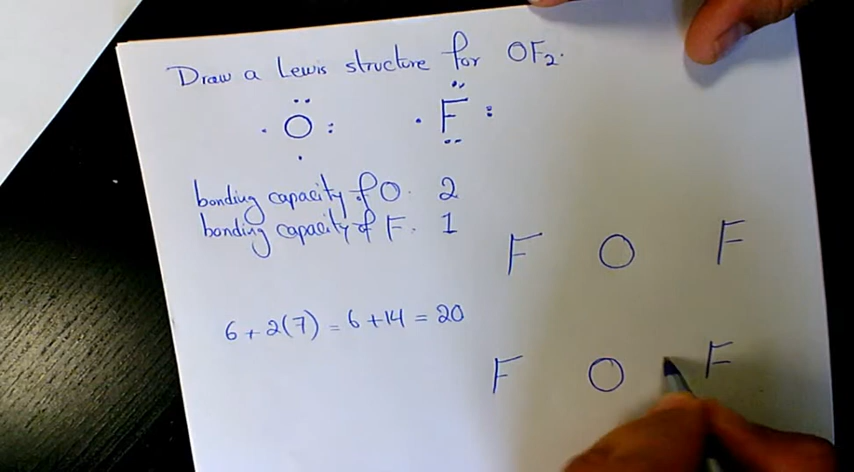 Draw a Lewis structure for OF₂.
O F
bonding capacity of O. 2
bonding capacity of F. 1
F O F
6 + 2(7) = 6 + 14 = 20
F O F